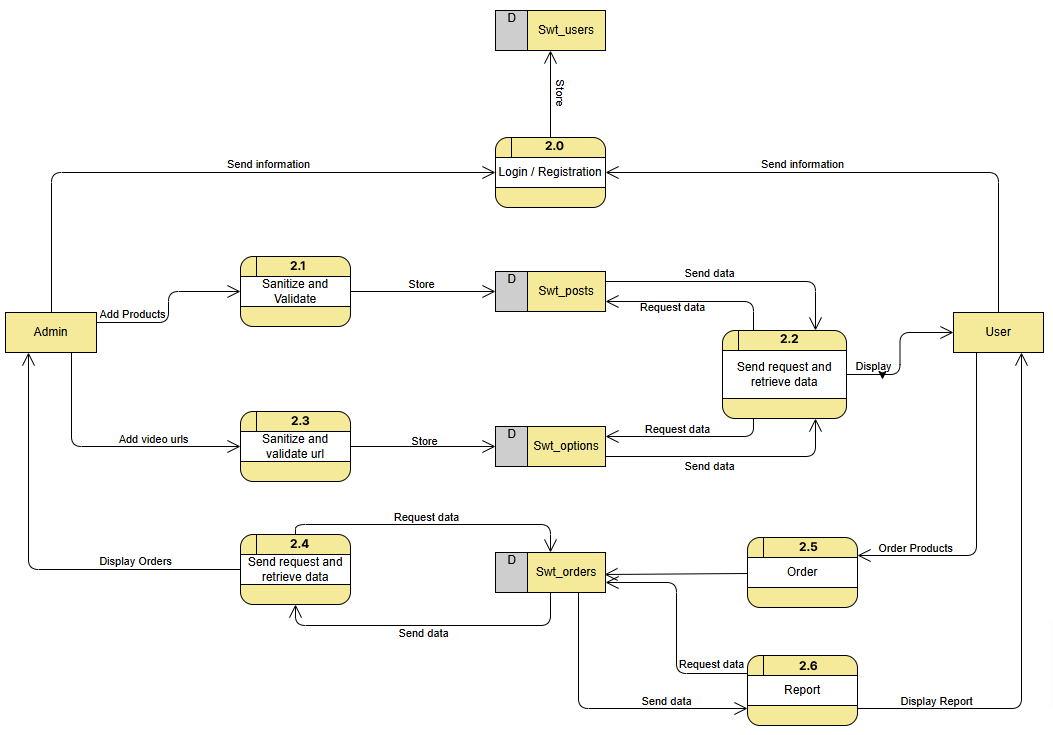 D
Swt_users
Store
2.0
Login / Registration
Send information
Send information
2.1
Sanitize and
Validate
Store
D
Swt_posts
Send data
Request data
Add Products
Admin
2.2
Send request and
retrieve data
Display
User
Add video urls
2.3
Sanitize and
validate url
Store
D
Swt_options
Request data
Send data
Request data
2.4
Send request and
retrieve data
Display Orders
Send data
D
Swt_orders
2.5
Order
Order Products
Request data
2.6
Report
Send data
Display Report